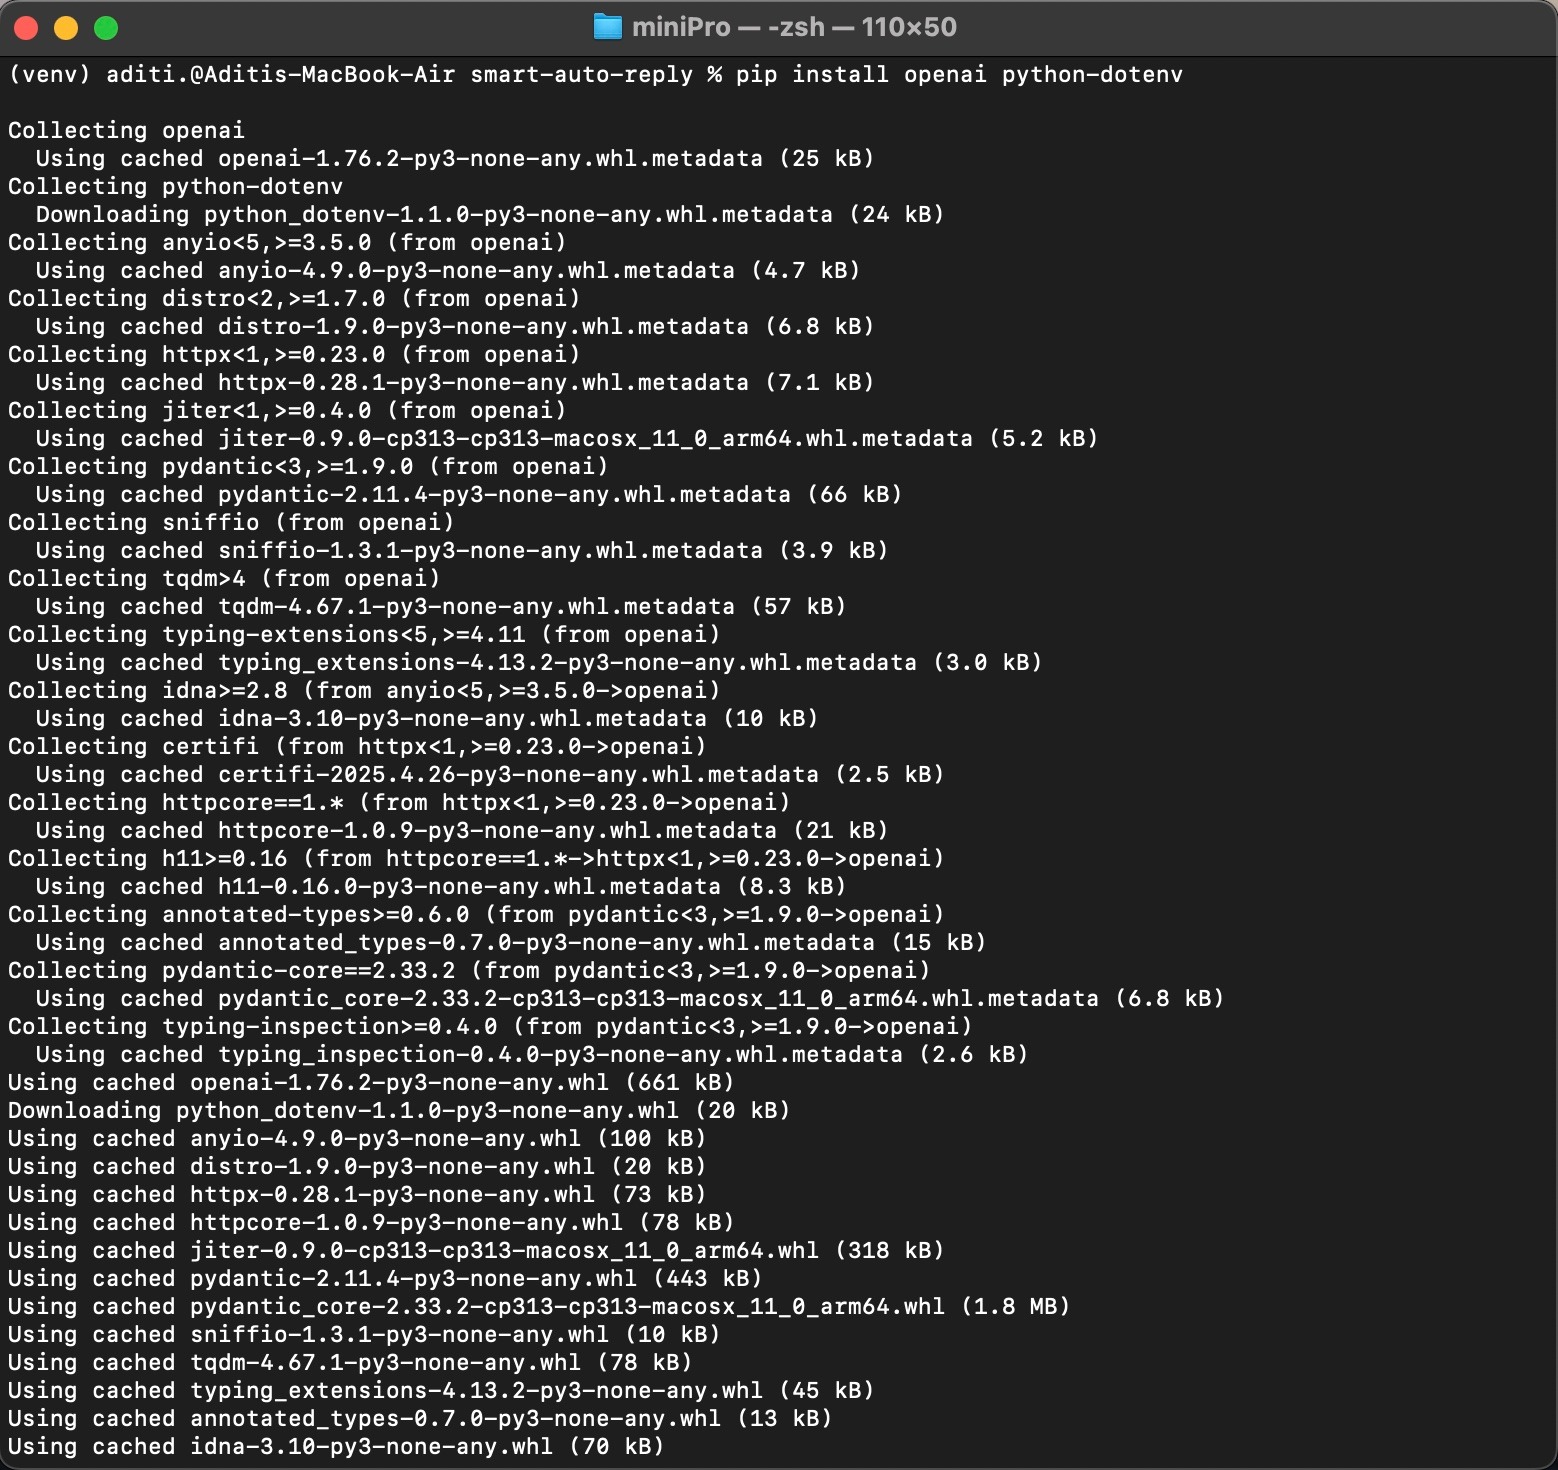 miniPro — -zsh — 110×50
(venv) aditi.@Aditis-MacBook-Air smart-auto-reply % pip install openai python-dotenv
Collecting openai
  Using cached openai-1.76.2-py3-none-any.whl.metadata (25 kB)
Collecting python-dotenv
  Downloading python_dotenv-1.1.0-py3-none-any.whl.metadata (24 kB)
Collecting anyio<5,>=3.5.0 (from openai)
  Using cached anyio-4.9.0-py3-none-any.whl.metadata (4.7 kB)
Collecting distro<2,>=1.7.0 (from openai)
  Using cached distro-1.9.0-py3-none-any.whl.metadata (6.8 kB)
Collecting httpx<1,>=0.23.0 (from openai)
  Using cached httpx-0.28.1-py3-none-any.whl.metadata (7.1 kB)
Collecting jiter<1,>=0.4.0 (from openai)
  Using cached jiter-0.9.0-cp313-cp313-macosx_11_0_arm64.whl.metadata (5.2 kB)
Collecting pydantic<3,>=1.9.0 (from openai)
  Using cached pydantic-2.11.4-py3-none-any.whl.metadata (66 kB)
Collecting sniffio (from openai)
  Using cached sniffio-1.3.1-py3-none-any.whl.metadata (3.9 kB)
Collecting tqdm>4 (from openai)
  Using cached tqdm-4.67.1-py3-none-any.whl.metadata (57 kB)
Collecting typing-extensions<5,>=4.11 (from openai)
  Using cached typing_extensions-4.13.2-py3-none-any.whl.metadata (3.0 kB)
Collecting idna>=2.8 (from anyio<5,>=3.5.0->openai)
  Using cached idna-3.10-py3-none-any.whl.metadata (10 kB)
Collecting certifi (from httpx<1,>=0.23.0->openai)
  Using cached certifi-2025.4.26-py3-none-any.whl.metadata (2.5 kB)
Collecting httpcore==1.* (from httpx<1,>=0.23.0->openai)
  Using cached httpcore-1.0.9-py3-none-any.whl.metadata (21 kB)
Collecting h11>=0.16 (from httpcore==1.*->httpx<1,>=0.23.0->openai)
  Using cached h11-0.16.0-py3-none-any.whl.metadata (8.3 kB)
Collecting annotated-types>=0.6.0 (from pydantic<3,>=1.9.0->openai)
  Using cached annotated_types-0.7.0-py3-none-any.whl.metadata (15 kB)
Collecting pydantic-core==2.33.2 (from pydantic<3,>=1.9.0->openai)
  Using cached pydantic_core-2.33.2-cp313-cp313-macosx_11_0_arm64.whl.metadata (6.8 kB)
Collecting typing-inspection>=0.4.0 (from pydantic<3,>=1.9.0->openai)
  Using cached typing_inspection-0.4.0-py3-none-any.whl.metadata (2.6 kB)
Using cached openai-1.76.2-py3-none-any.whl (661 kB)
Downloading python_dotenv-1.1.0-py3-none-any.whl (20 kB)
Using cached anyio-4.9.0-py3-none-any.whl (100 kB)
Using cached distro-1.9.0-py3-none-any.whl (20 kB)
Using cached httpx-0.28.1-py3-none-any.whl (73 kB)
Using cached httpcore-1.0.9-py3-none-any.whl (78 kB)
Using cached jiter-0.9.0-cp313-cp313-macosx_11_0_arm64.whl (318 kB)
Using cached pydantic-2.11.4-py3-none-any.whl (443 kB)
Using cached pydantic_core-2.33.2-cp313-cp313-macosx_11_0_arm64.whl (1.8 MB)
Using cached sniffio-1.3.1-py3-none-any.whl (10 kB)
Using cached tqdm-4.67.1-py3-none-any.whl (78 kB)
Using cached typing_extensions-4.13.2-py3-none-any.whl (45 kB)
Using cached annotated_types-0.7.0-py3-none-any.whl (13 kB)
Using cached idna-3.10-py3-none-any.whl (70 kB)